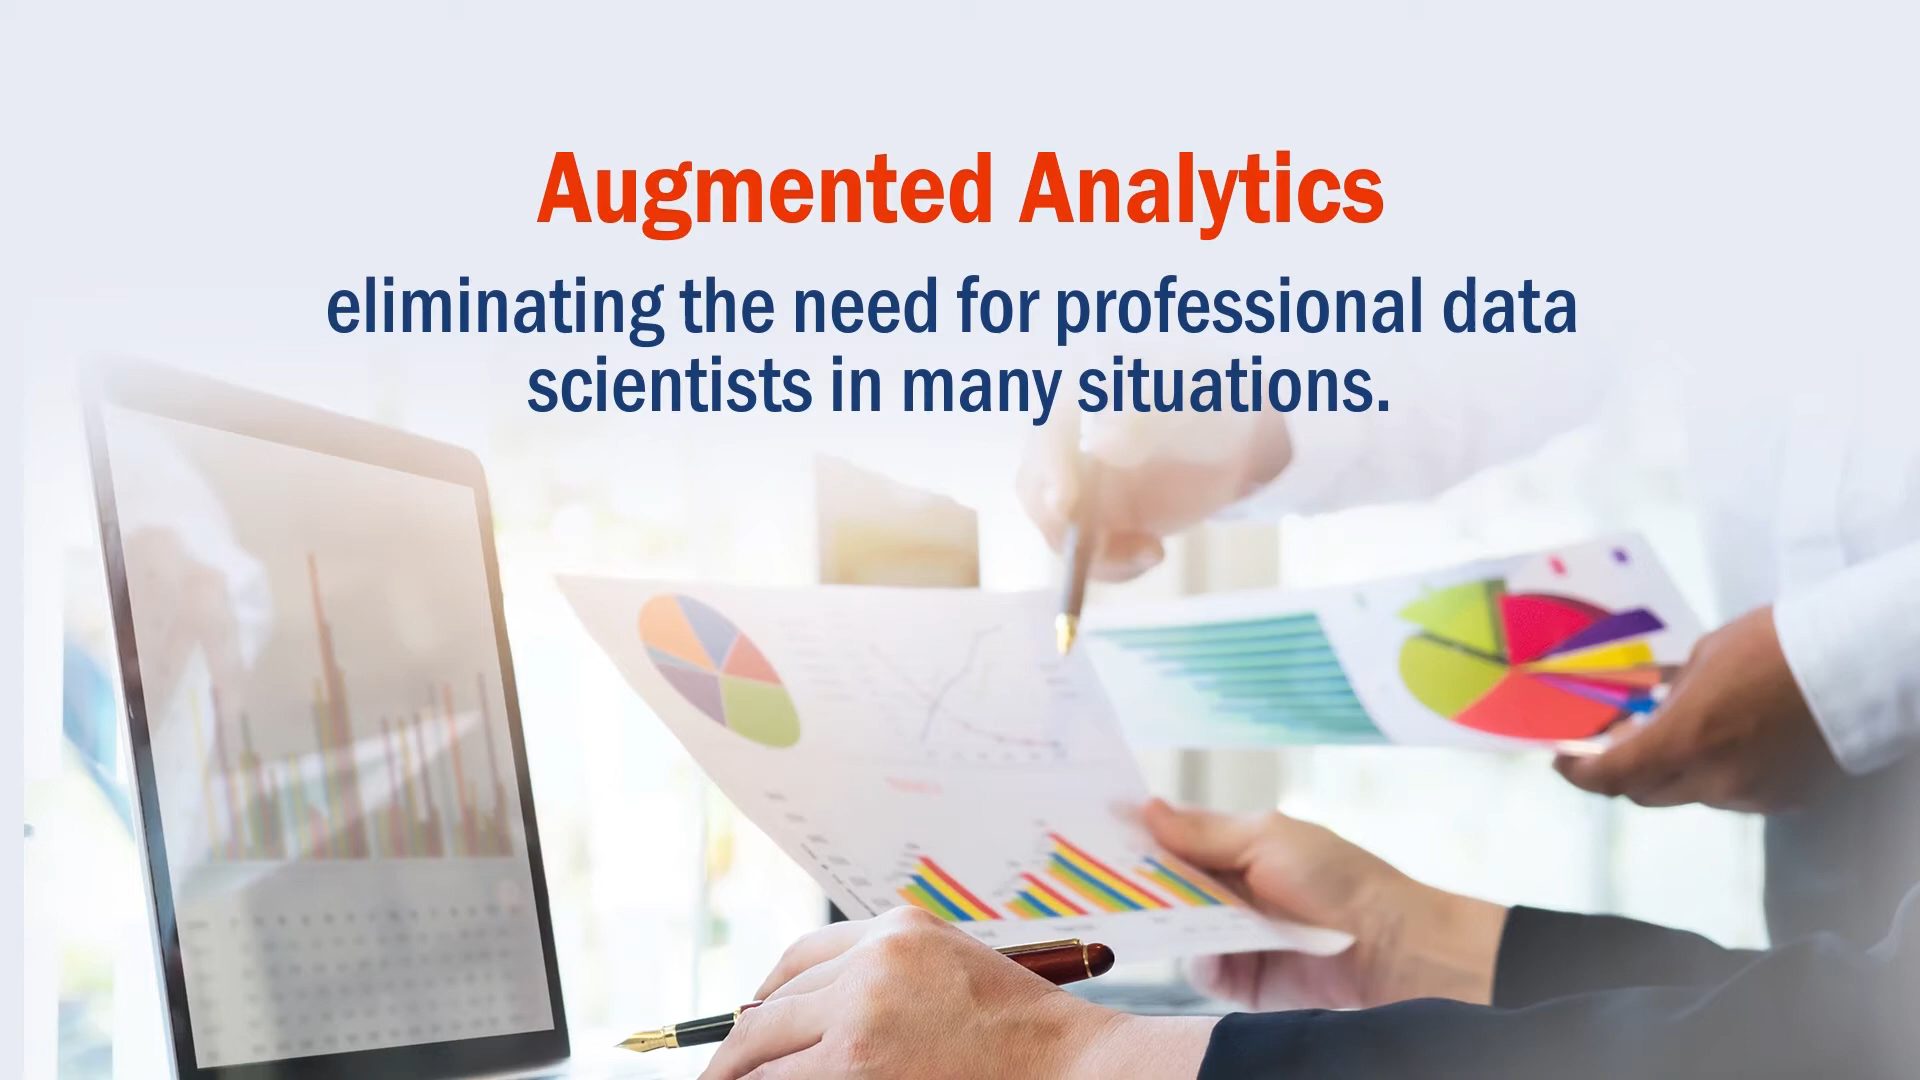 Augmented Analytics
eliminating the need for professional data
scientists in many situations.